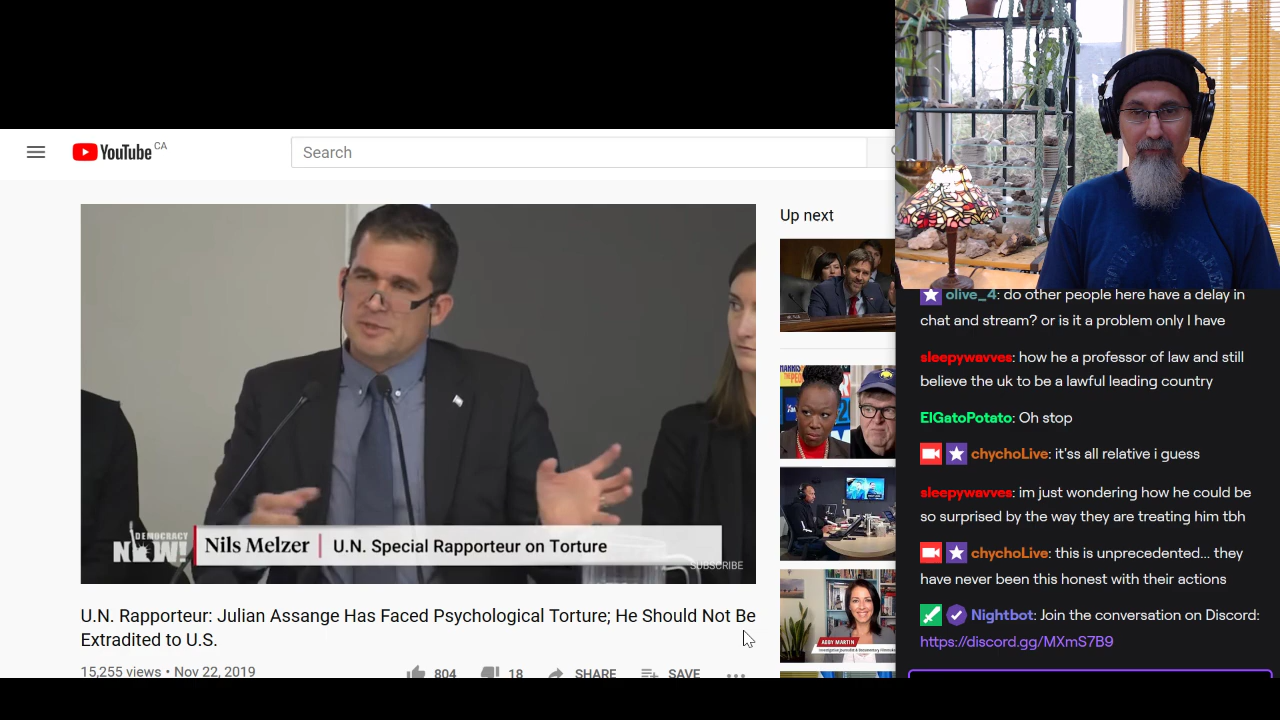 YouTube CA
Search
Up next
DEMOCRACY
NOW!
Nils Melzer | U.N. Special Rapporteur on Torture
SUBSCRIBE
U.N. Rapporteur: Julian Assange Has Faced Psychological Torture; He Should Not Be
Extradited to U.S.
15,255 views • Nov 22, 2019
804
18
SHARE
SAVE
ABBY MARTIN
olive_4: do other people here have a delay in
chat and stream? or is it a problem only I have
sleepywavves: how he a professor of law and still
believe the uk to be a lawful leading country
ElGatoPotato: Oh stop
chychoLive: it'ss all relative i guess
sleepywavves: im just wondering how he could be
so surprised by the way they are treating him tbh
chychoLive: this is unprecedented... they
have never been this honest with their actions
Nightbot: Join the conversation on Discord:
https://discord.gg/MXmS7B9